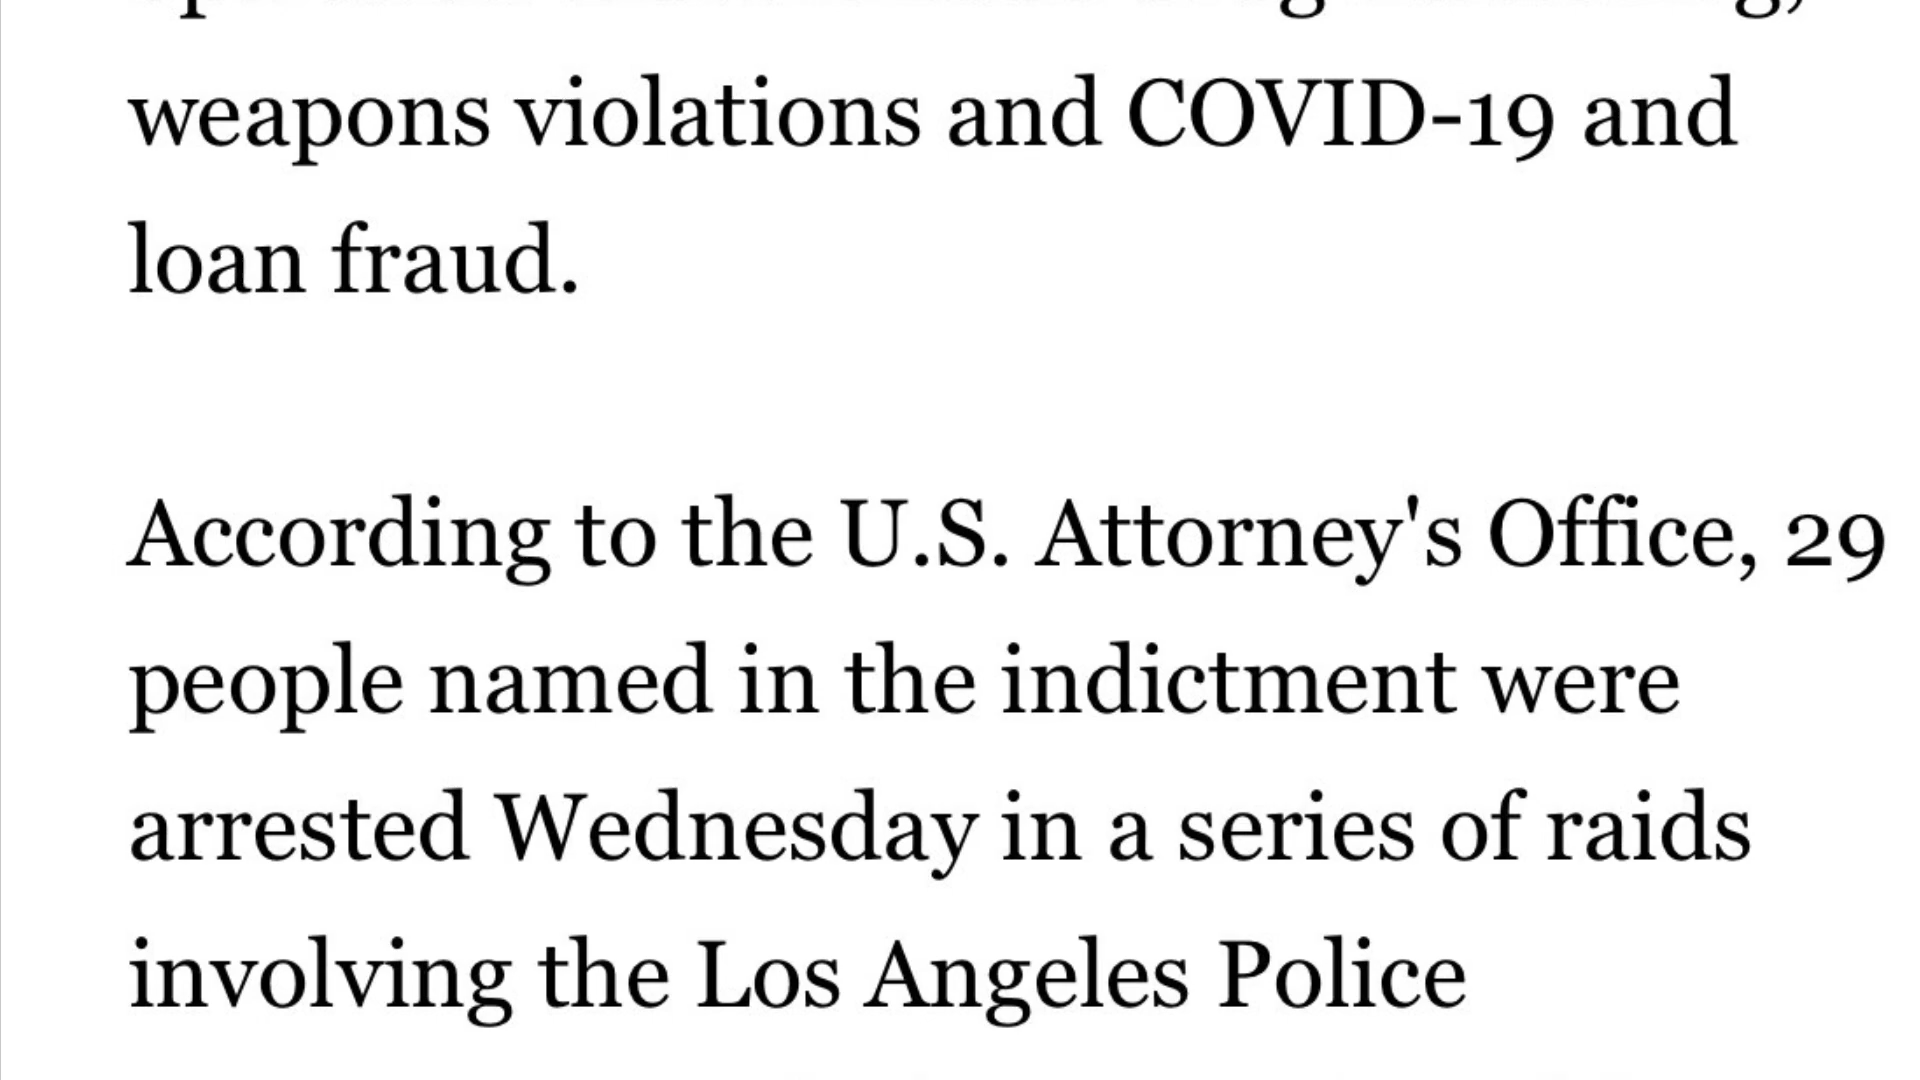 weapons violations and COVID-19 and
loan fraud.
According to the U.S. Attorney's Office, 29
people named in the indictment were
arrested Wednesday in a series of raids
involving the Los Angeles Police